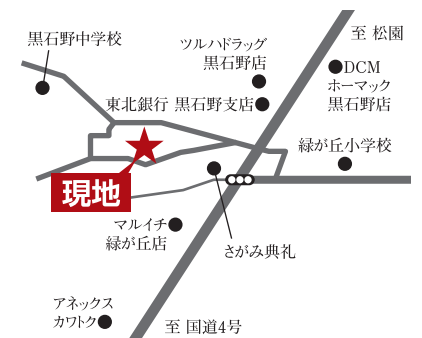 至 松園
黒石野中学校
ツルハドラッグ
黒石野店
DCM
ホーマック
黒石野店
東北銀行 黒石野支店
緑が丘小学校
現地
マルイチ
緑が丘店
さがみ典礼
アネックス
カワトク
至 国道4号